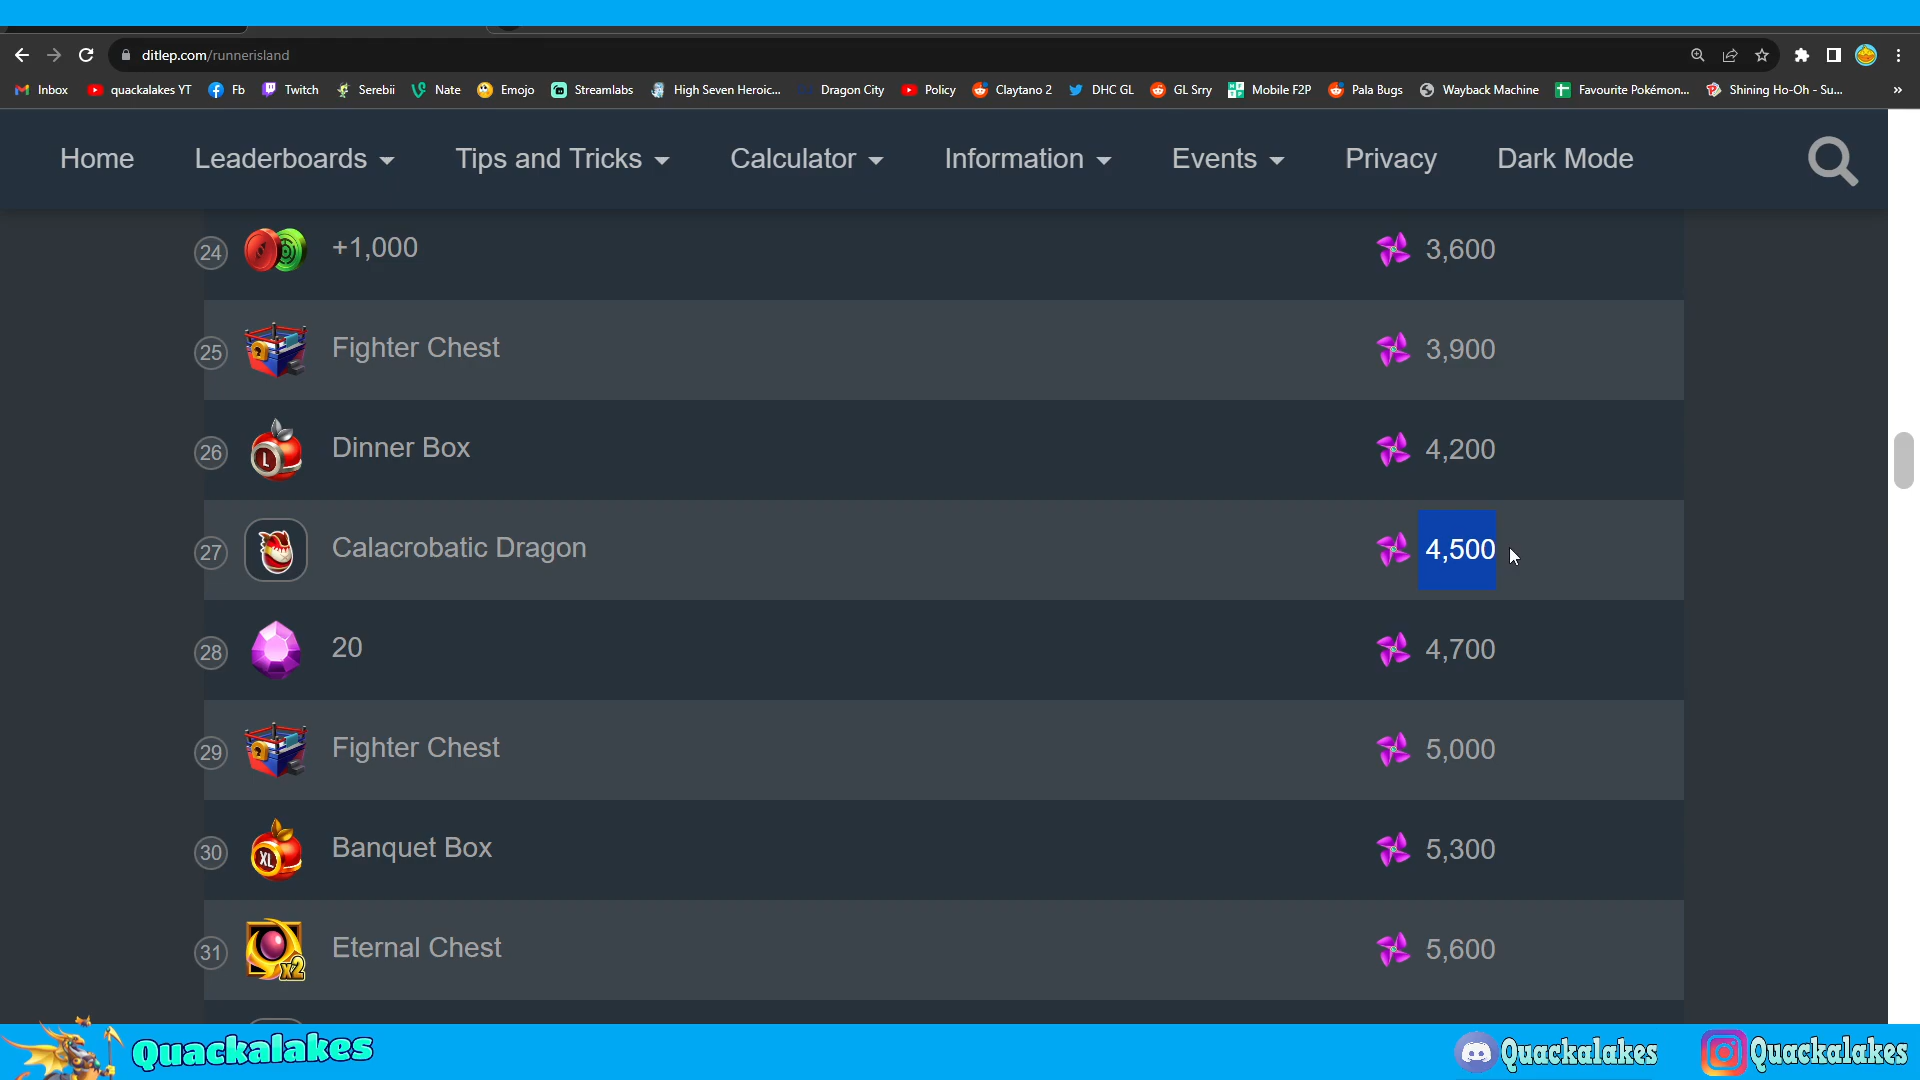 ditlep.com/runnerisland
Inbox quackalakes YT Fb Twitch Serebii Nate Emojo Streamlabs High Seven Heroic... Dragon City Policy Claytano 2 DHC GL GL Srry Mobile F2P Pala Bugs Wayback Machine Favourite Pokémon... Shining Ho-Oh - Su... »
Home Leaderboards Tips and Tricks Calculator Information Events Privacy Dark Mode
24 +1,000 3,600
25 Fighter Chest 3,900
26 L Dinner Box 4,200
27 Calacrobatic Dragon 4,500
28 20 4,700
29 Fighter Chest 5,000
30 XL Banquet Box 5,300
31 x2 Eternal Chest 5,600
Quackalakes Quackalakes Quackalakes